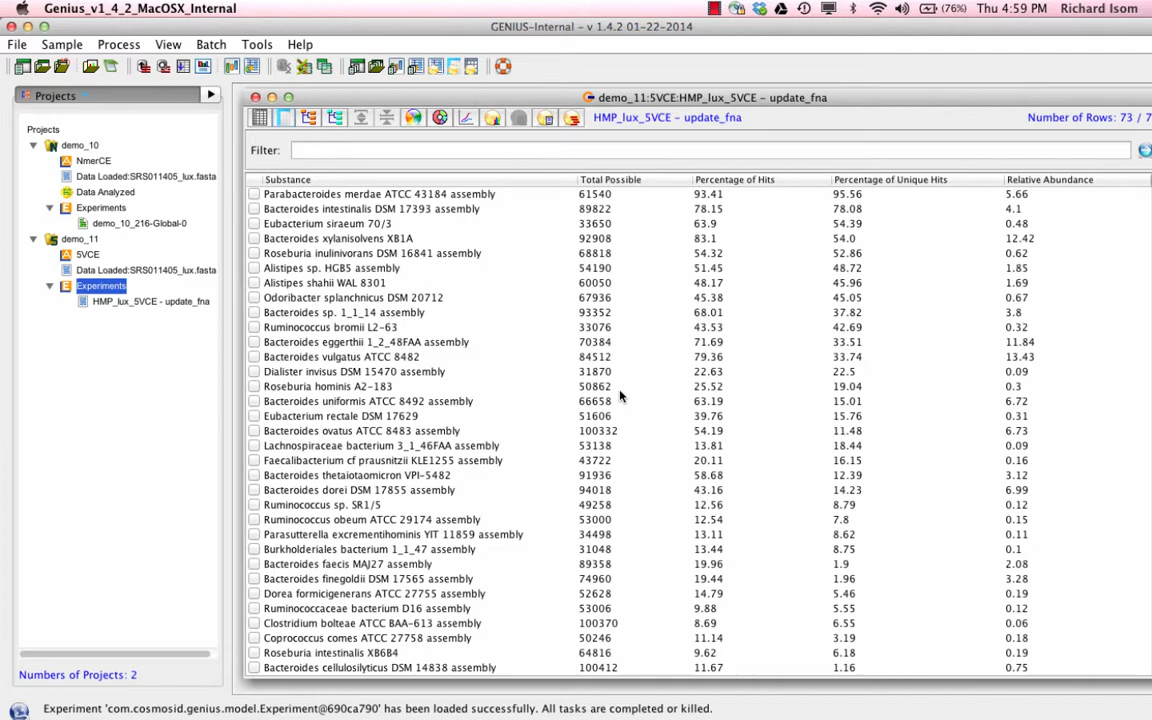 Genius_v1_4_2_MacOSX_Internal (76%) Thu 4:59 PM Richard Isom
GENIUS-Internal - v 1.4.2 01-22-2014
File Sample Process View Batch Tools Help
Projects
demo_11:5VCE:HMP_lux_5VCE - update_fna
HMP_lux_5VCE - update_fna Number of Rows: 73 / 7
Filter:
Projects
demo_10
NmerCE
Data Loaded:SRS011405_lux.fasta
Data Analyzed
Experiments
demo_10_216-Global-0
demo_11
5VCE
Data Loaded:SRS011405_lux.fasta
Experiments
HMP_lux_5VCE - update_fna
Numbers of Projects: 2
Substance Total Possible Percentage of Hits Percentage of Unique Hits Relative Abundance
Parabacteroides merdae ATCC 43184 assembly 61540 93.41 95.56 5.66
Bacteroides intestinalis DSM 17393 assembly 89822 78.15 78.08 4.1
Eubacterium siraeum 70/3 33650 63.9 54.39 0.48
Bacteroides xylanisolvens XB1A 92908 83.1 54.0 12.42
Roseburia inulinivorans DSM 16841 assembly 68818 54.32 52.86 0.62
Alistipes sp. HGB5 assembly 54190 51.45 48.72 1.85
Alistipes shahii WAL 8301 60050 48.17 45.96 1.69
Odoribacter splanchnicus DSM 20712 67936 45.38 45.05 0.67
Bacteroides sp. 1_1_14 assembly 93352 68.01 37.82 3.8
Ruminococcus bromii L2-63 33076 43.53 42.69 0.32
Bacteroides eggerthii 1_2_48FAA assembly 70384 71.69 33.51 11.84
Bacteroides vulgatus ATCC 8482 84512 79.36 33.74 13.43
Dialister invisus DSM 15470 assembly 31870 22.63 22.5 0.09
Roseburia hominis A2-183 50862 25.52 19.04 0.3
Bacteroides uniformis ATCC 8492 assembly 66658 63.19 15.01 6.72
Eubacterium rectale DSM 17629 51606 39.76 15.76 0.31
Bacteroides ovatus ATCC 8483 assembly 100332 54.19 11.48 6.73
Lachnospiraceae bacterium 3_1_46FAA assembly 53138 13.81 18.44 0.09
Faecalibacterium cf prausnitzii KLE1255 assembly 43722 20.11 16.15 0.16
Bacteroides thetaiotaomicron VPI-5482 91936 58.68 12.39 3.12
Bacteroides dorei DSM 17855 assembly 94018 43.16 14.23 6.99
Ruminococcus sp. SR1/5 49258 12.56 8.79 0.12
Ruminococcus obeum ATCC 29174 assembly 53000 12.54 7.8 0.15
Parasutterella excrementihominis YIT 11859 assembly 34498 13.11 8.62 0.11
Burkholderiales bacterium 1_1_47 assembly 31048 13.44 8.75 0.1
Bacteroides faecis MAJ27 assembly 89358 19.96 1.9 2.08
Bacteroides finegoldii DSM 17565 assembly 74960 19.44 1.96 3.28
Dorea formicigenerans ATCC 27755 assembly 52628 14.79 5.46 0.19
Ruminococcaceae bacterium D16 assembly 53006 9.88 5.55 0.12
Clostridium bolteae ATCC BAA-613 assembly 100370 8.69 6.55 0.06
Coprococcus comes ATCC 27758 assembly 50246 11.14 3.19 0.18
Roseburia intestinalis XB6B4 64816 9.62 6.18 0.19
Bacteroides cellulosilyticus DSM 14838 assembly 100412 11.67 1.16 0.75
Experiment 'com.cosmosid.genius.model.Experiment@690ca790' has been loaded successfully. All tasks are completed or killed.